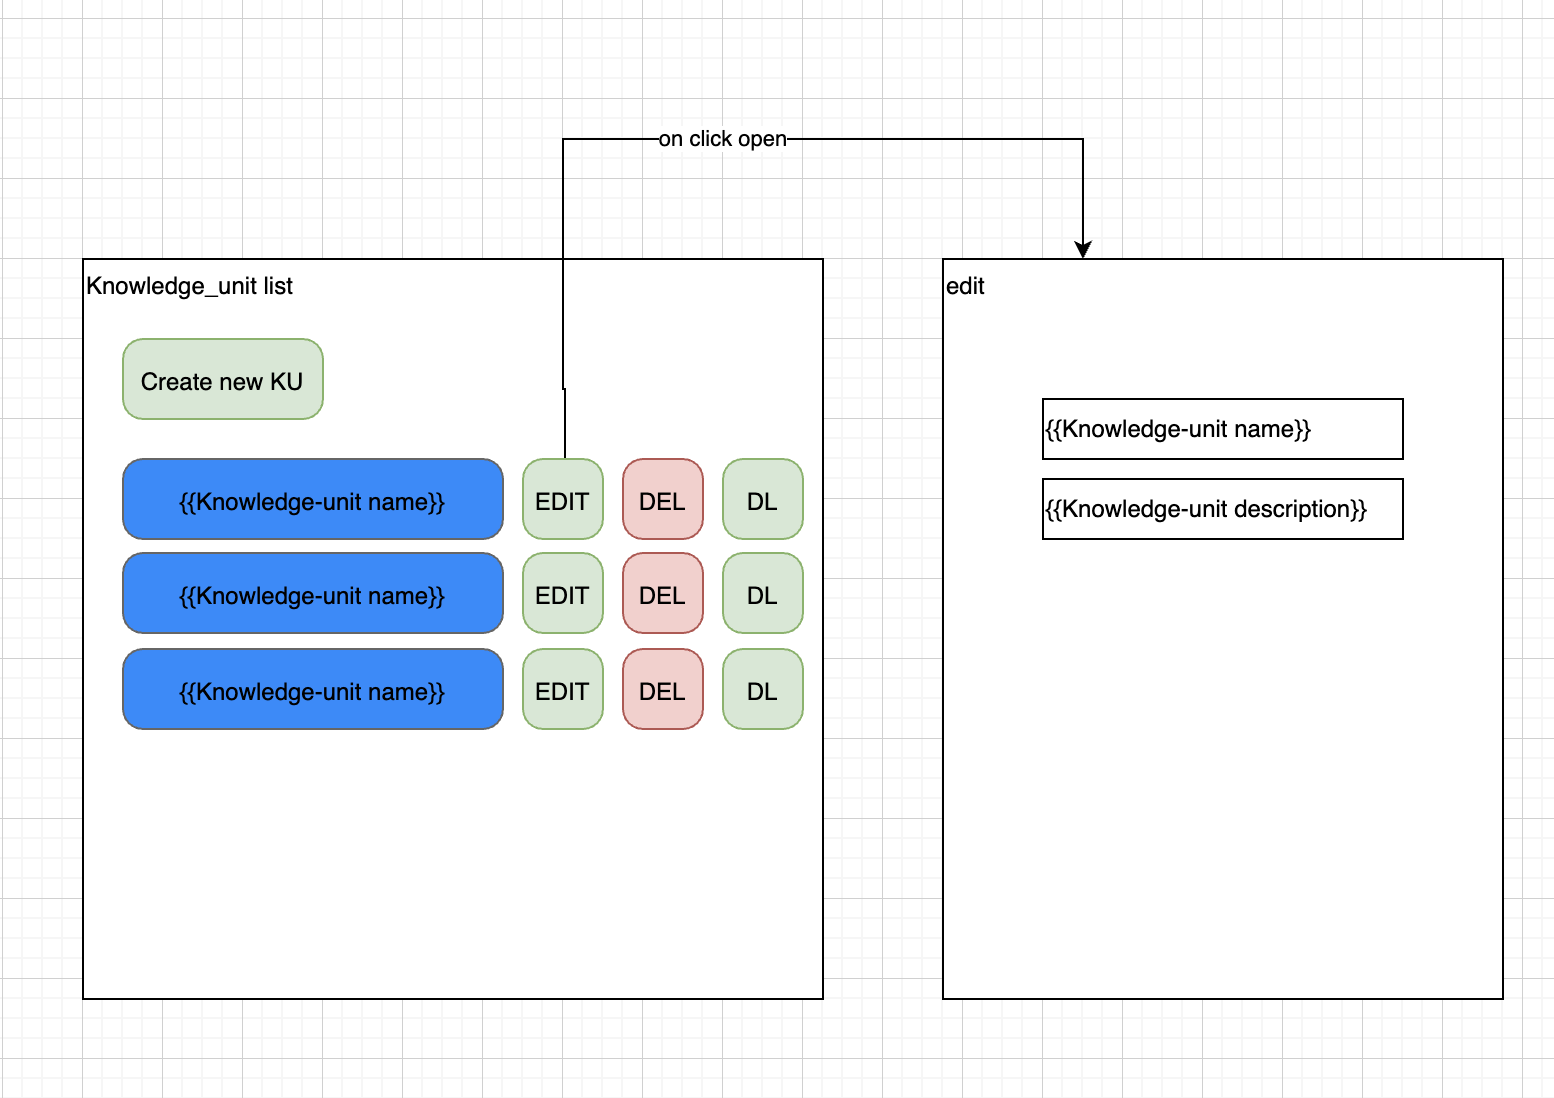 on click open
Knowledge_unit list
Create new KU
{{Knowledge-unit name}} EDIT DEL DL
{{Knowledge-unit name}} EDIT DEL DL
{{Knowledge-unit name}} EDIT DEL DL
edit
{{Knowledge-unit name}}
{{Knowledge-unit description}}